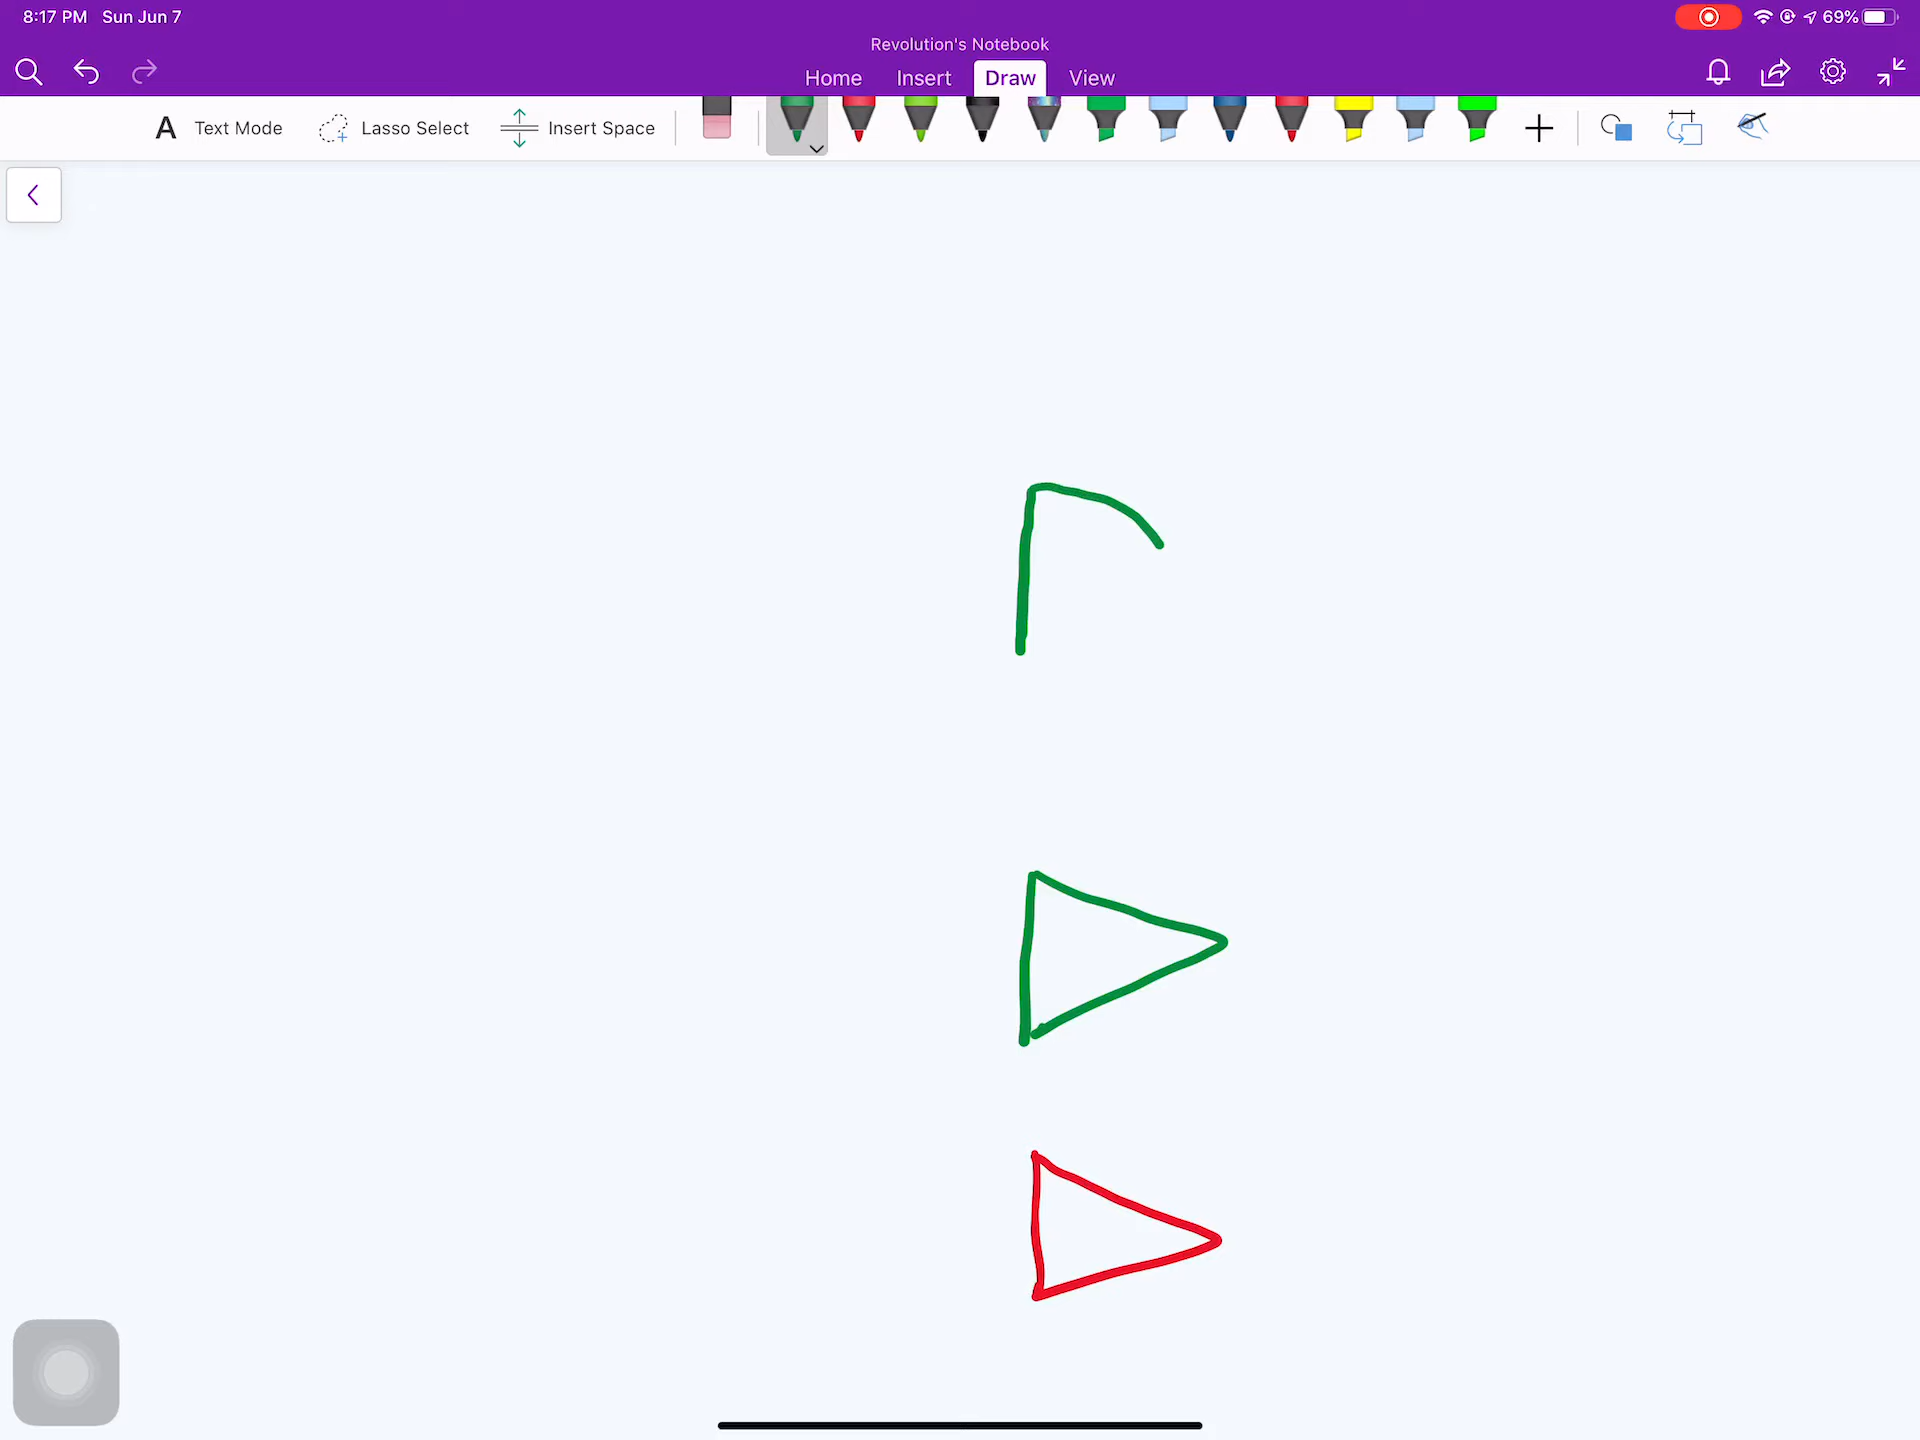 8:17 PM Sun Jun 7 69%
Revolution's Notebook
Home Insert Draw View
A Text Mode Lasso Select Insert Space